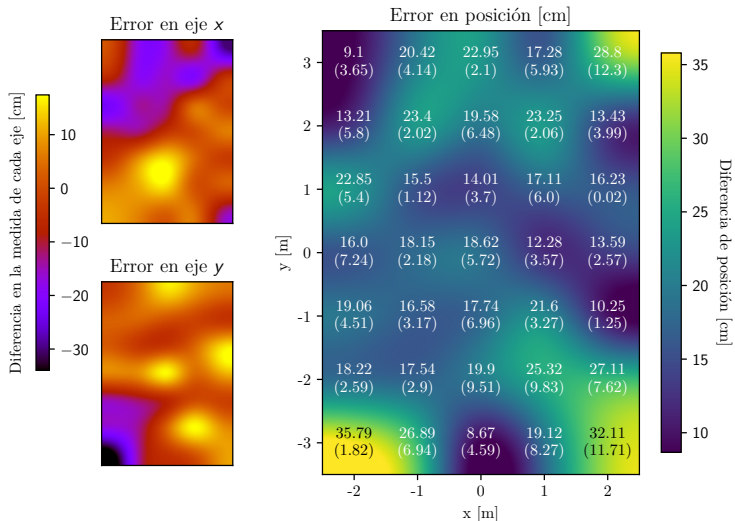 Error en eje x
Diferencia en la medida de cada eje [cm]
10
0
−10
−20
−30
Error en eje y
Error en posición [cm]
y [m]
3
2
1
0
-1
-2
-3
9.1 20.42 22.95 17.28 28.8
(3.65) (4.14) (2.1) (5.93) (12.3)
13.21 23.4 19.58 23.25 13.43
(5.8) (2.02) (6.48) (2.06) (3.99)
22.85 15.5 14.01 17.11 16.23
(5.4) (1.12) (3.7) (6.0) (0.02)
16.0 18.15 18.62 12.28 13.59
(7.24) (2.18) (5.72) (3.57) (2.57)
19.06 16.58 17.74 21.6 10.25
(4.51) (3.17) (6.96) (3.27) (1.25)
18.22 17.54 19.9 25.32 27.11
(2.59) (2.9) (9.51) (9.83) (7.62)
35.79 26.89 8.67 19.12 32.11
(1.82) (6.94) (4.59) (8.27) (11.71)
-2 -1 0 1 2
x [m]
35
30
25
20
15
10
Diferencia de posición [cm]